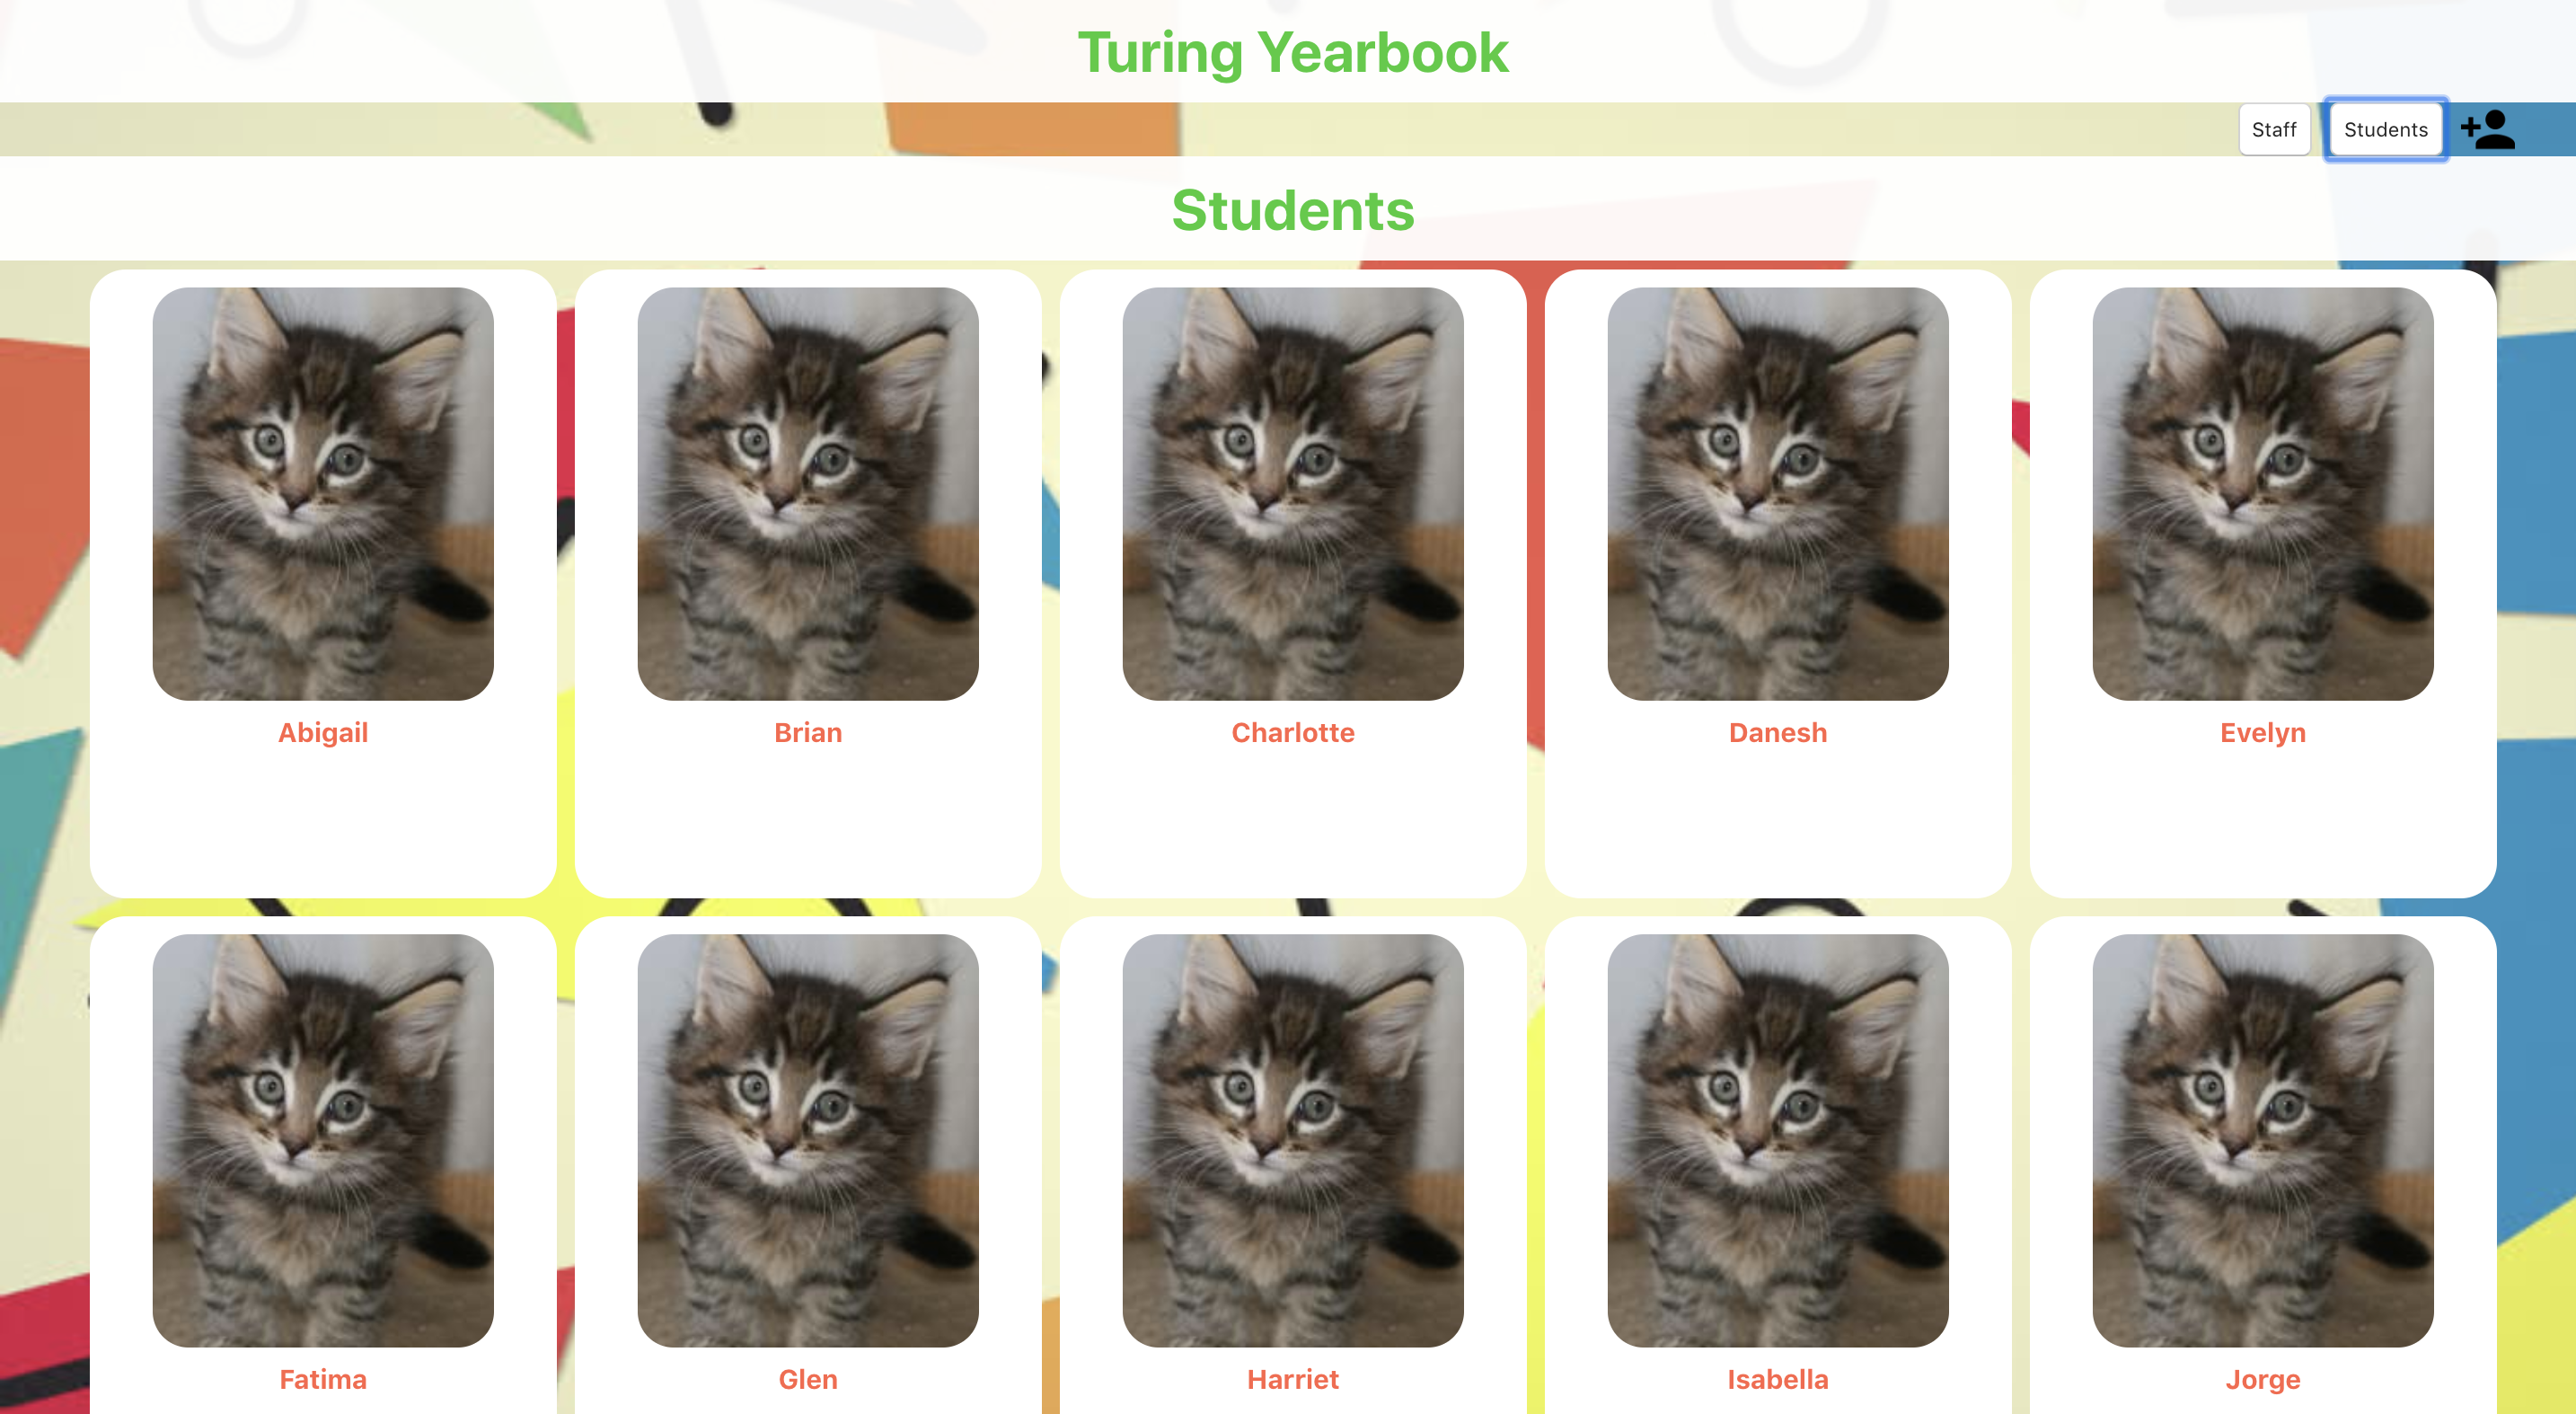 Turing Yearbook
Staff Students
Students
Abigail Brian Charlotte Danesh Evelyn
Fatima Glen Harriet Isabella Jorge